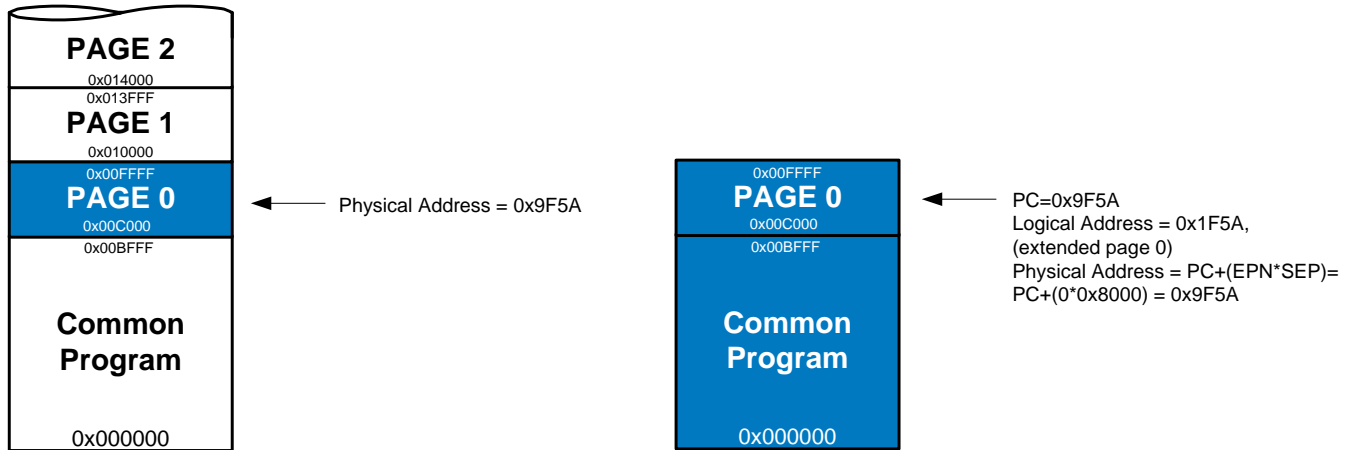 PAGE 2
0x014000
0x013FFF
PAGE 1
0x010000
0x00FFFF
PAGE 0
0x00C000
0x00BFFF
Common
Program
0x000000
Physical Address = 0x9F5A
0x00FFFF
PAGE 0
0x00C000
0x00BFFF
Common
Program
0x000000
PC=0x9F5A
Logical Address = 0x1F5A,
(extended page 0)
Physical Address = PC+(EPN*SEP)=
PC+(0*0x8000) = 0x9F5A